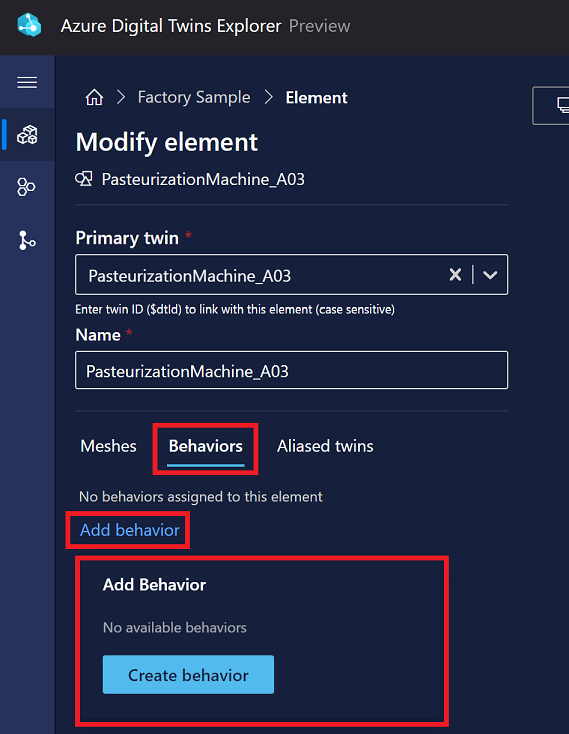 Azure Digital Twins Explorer Preview
Factory Sample > Element
Modify element
PasteurizationMachine_A03
Primary twin *
PasteurizationMachine_A03
Enter twin ID ($dtId) to link with this element (case sensitive)
Name *
PasteurizationMachine_A03
Meshes Behaviors Aliased twins
No behaviors assigned to this element
Add behavior
Add Behavior
No available behaviors
Create behavior